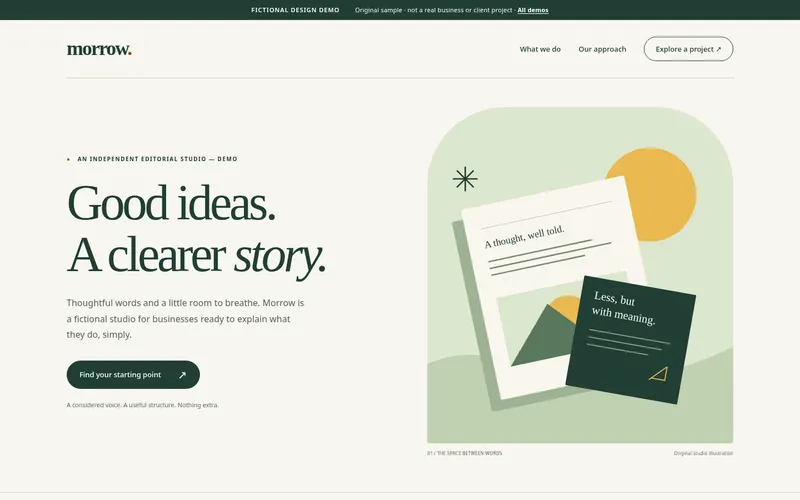 FICTIONAL DESIGN DEMO Original sample · not a real business or client project · All demos
morrow.
What we do Our approach Explore a project ↗
AN INDEPENDENT EDITORIAL STUDIO — DEMO
Good ideas.
A clearer story.
Thoughtful words and a little room to breathe. Morrow is
a fictional studio for businesses ready to explain what
they do, simply.
Find your starting point ↗
A considered voice. A useful structure. Nothing extra.
A thought, well told.
Less, but
with meaning.
01 / THE SPACE BETWEEN WORDS Original studio illustration